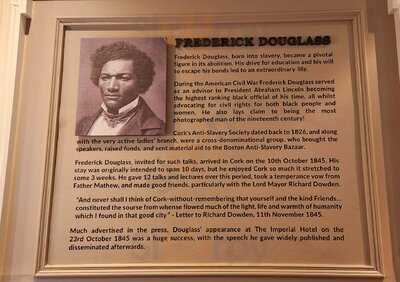 FREDERICK DOUGLASS
Frederick Douglass, born into slavery, became a pivotal
figure in its abolition. His drive for education and his will
to escape his bonds led to an extraordinary life.
During the American Civil War Frederick Douglass served
as an advisor to President Abraham Lincoln becoming
the highest ranking black official of his time, all whilst
advocating for civil rights for both black people and
women. He also lays claim to being the most
photographed man of the nineteenth century!
Cork's Anti-Slavery Society dated back to 1826, and along
with the very active ladies' branch, were a cross-denominational group, who brought the
speakers, raised funds, and sent material aid to the Boston Anti-Slavery Bazaar.
Frederick Douglass, invited for such talks, arrived in Cork on the 10th October 1845. His
stay was originally intended to span 10 days, but he enjoyed Cork so much it stretched to
some 3 weeks. He gave 12 talks and lectures over this period, took a temperance vow from
Father Mathew, and made good friends, particularly with the Lord Mayor Richard Dowden.
"And never shall I think of Cork-without-remembering that yourself and the kind Friends...
constituted the sourse from whense flowed much of the light, life and warmth of humanity
which I found in that good city" - Letter to Richard Dowden, 11th November 1845.
Much advertised in the press, Douglass' appearance at The Imperial Hotel on the
23rd October 1845 was a huge success, with the speech he gave widely published and
disseminated afterwards.